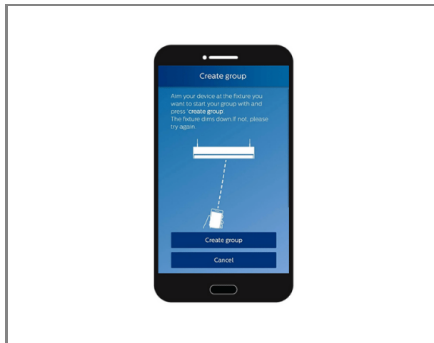 Create group
Aim your device at the fixture you
want to start your group with and
press 'create group'
The fixture dims down if not, please
try again
Create group
Cancel